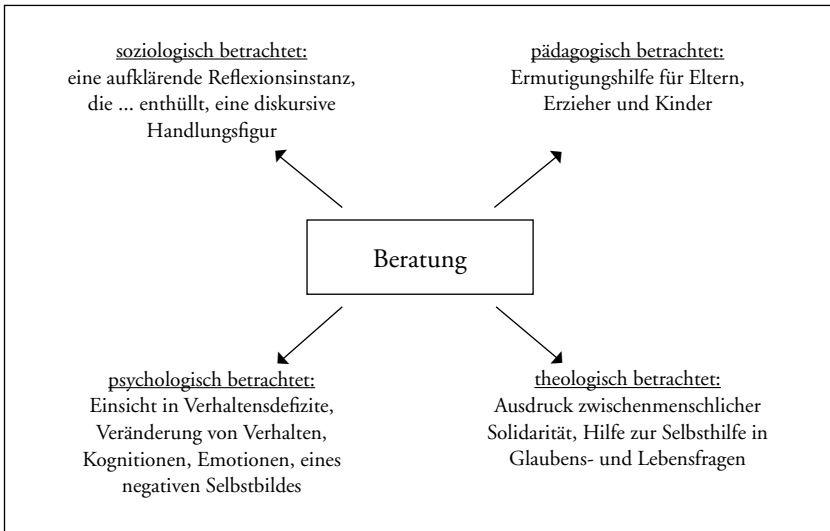 soziologisch betrachtet:
eine aufklärende Reflexionsinstanz,
die ... enthüllt, eine diskursive
Handlungsfigur
pädagogisch betrachtet:
Ermutigungshilfe für Eltern,
Erzieher und Kinder
Beratung
psychologisch betrachtet:
Einsicht in Verhaltensdefizite,
Veränderung von Verhalten,
Kognitionen, Emotionen, eines
negativen Selbstbildes
theologisch betrachtet:
Ausdruck zwischenmenschlicher
Solidarität, Hilfe zur Selbsthilfe in
Glaubens- und Lebensfragen